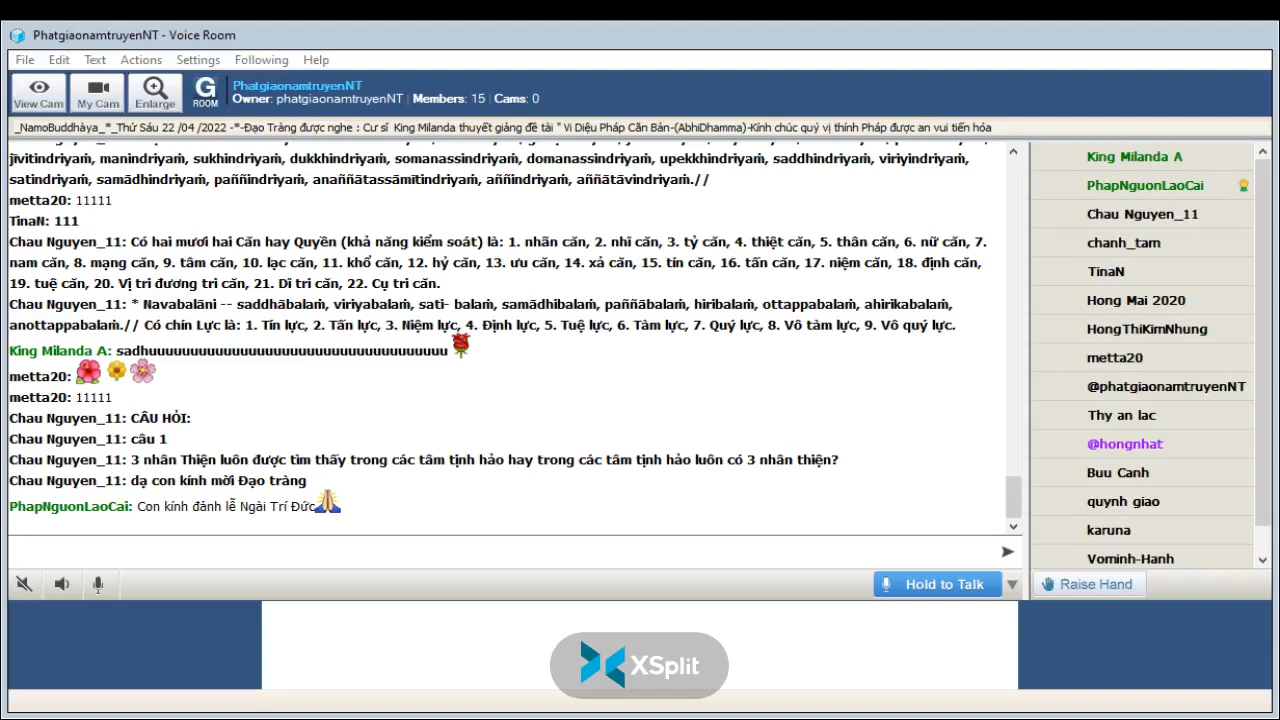 PhatgiaonamtruyenNT - Voice Room
File Edit Text Actions Settings Following Help
View Cam My Cam Enlarge G ROOM
PhatgiaonamtruyenNT
Owner: phatgiaonamtruyenNT | Members: 15 | Cams: 0
_NamoBuddhàya_*_Thứ Sáu 22 /04 /2022 -*-Đạo Tràng được nghe : Cư sĩ King Milanda thuyết giảng đề tài " Vi Diệu Pháp Căn Bản-(AbhiDhamma)-Kính chúc quý vị thính Pháp được an vui tiến hóa
jīvitindriyaṁ, manindriyaṁ, sukhindriyaṁ, dukkhindriyaṁ, somanassindriyaṁ, domanassindriyaṁ, upekkhindriyaṁ, saddhindriyaṁ, viriyindriyaṁ,
satindriyaṁ, samādhindriyaṁ, paññindriyaṁ, anaññātassāmītindriyaṁ, aññindriyaṁ, aññātāvindriyaṁ.//
metta20: 11111
TinaN: 111
Chau Nguyen_11: Có hai mươi hai Căn hay Quyền (khả năng kiểm soát) là: 1. nhãn căn, 2. nhĩ căn, 3. tỷ căn, 4. thiệt căn, 5. thân căn, 6. nữ căn, 7.
nam căn, 8. mạng căn, 9. tâm căn, 10. lạc căn, 11. khổ căn, 12. hỷ căn, 13. ưu căn, 14. xả căn, 15. tín căn, 16. tấn căn, 17. niệm căn, 18. định căn,
19. tuệ căn, 20. Vị tri đương tri căn, 21. Dĩ tri căn, 22. Cụ tri căn.
Chau Nguyen_11: * Navabalāni -- saddhābalaṁ, viriyabalaṁ, sati- balaṁ, samādhibalaṁ, paññābalaṁ, hiribalaṁ, ottappabalaṁ, ahirikabalaṁ,
anottappabalaṁ.// Có chín Lực là: 1. Tín lực, 2. Tấn lực, 3. Niệm lực, 4. Định lực, 5. Tuệ lực, 6. Tàm lực, 7. Quý lực, 8. Vô tàm lực, 9. Vô quý lực.
King Milanda A: sadhuuuuuuuuuuuuuuuuuuuuuuuuuuuuuuuuuuuu
metta20:
metta20: 11111
Chau Nguyen_11: CÂU HỎI:
Chau Nguyen_11: câu 1
Chau Nguyen_11: 3 nhân Thiện luôn được tìm thấy trong các tâm tịnh hảo hay trong các tâm tịnh hảo luôn có 3 nhân thiện?
Chau Nguyen_11: dạ con kính mời Đạo tràng
PhapNguonLaoCai: Con kính đảnh lễ Ngài Trí Đức
King Milanda A
PhapNguonLaoCai
Chau Nguyen_11
chanh_tam
TinaN
Hong Mai 2020
HongThiKimNhung
metta20
@phatgiaonamtruyenNT
Thy an lac
@hongnhat
Buu Canh
quynh giao
karuna
Vominh-Hanh
Hold to Talk
Raise Hand
XSplit